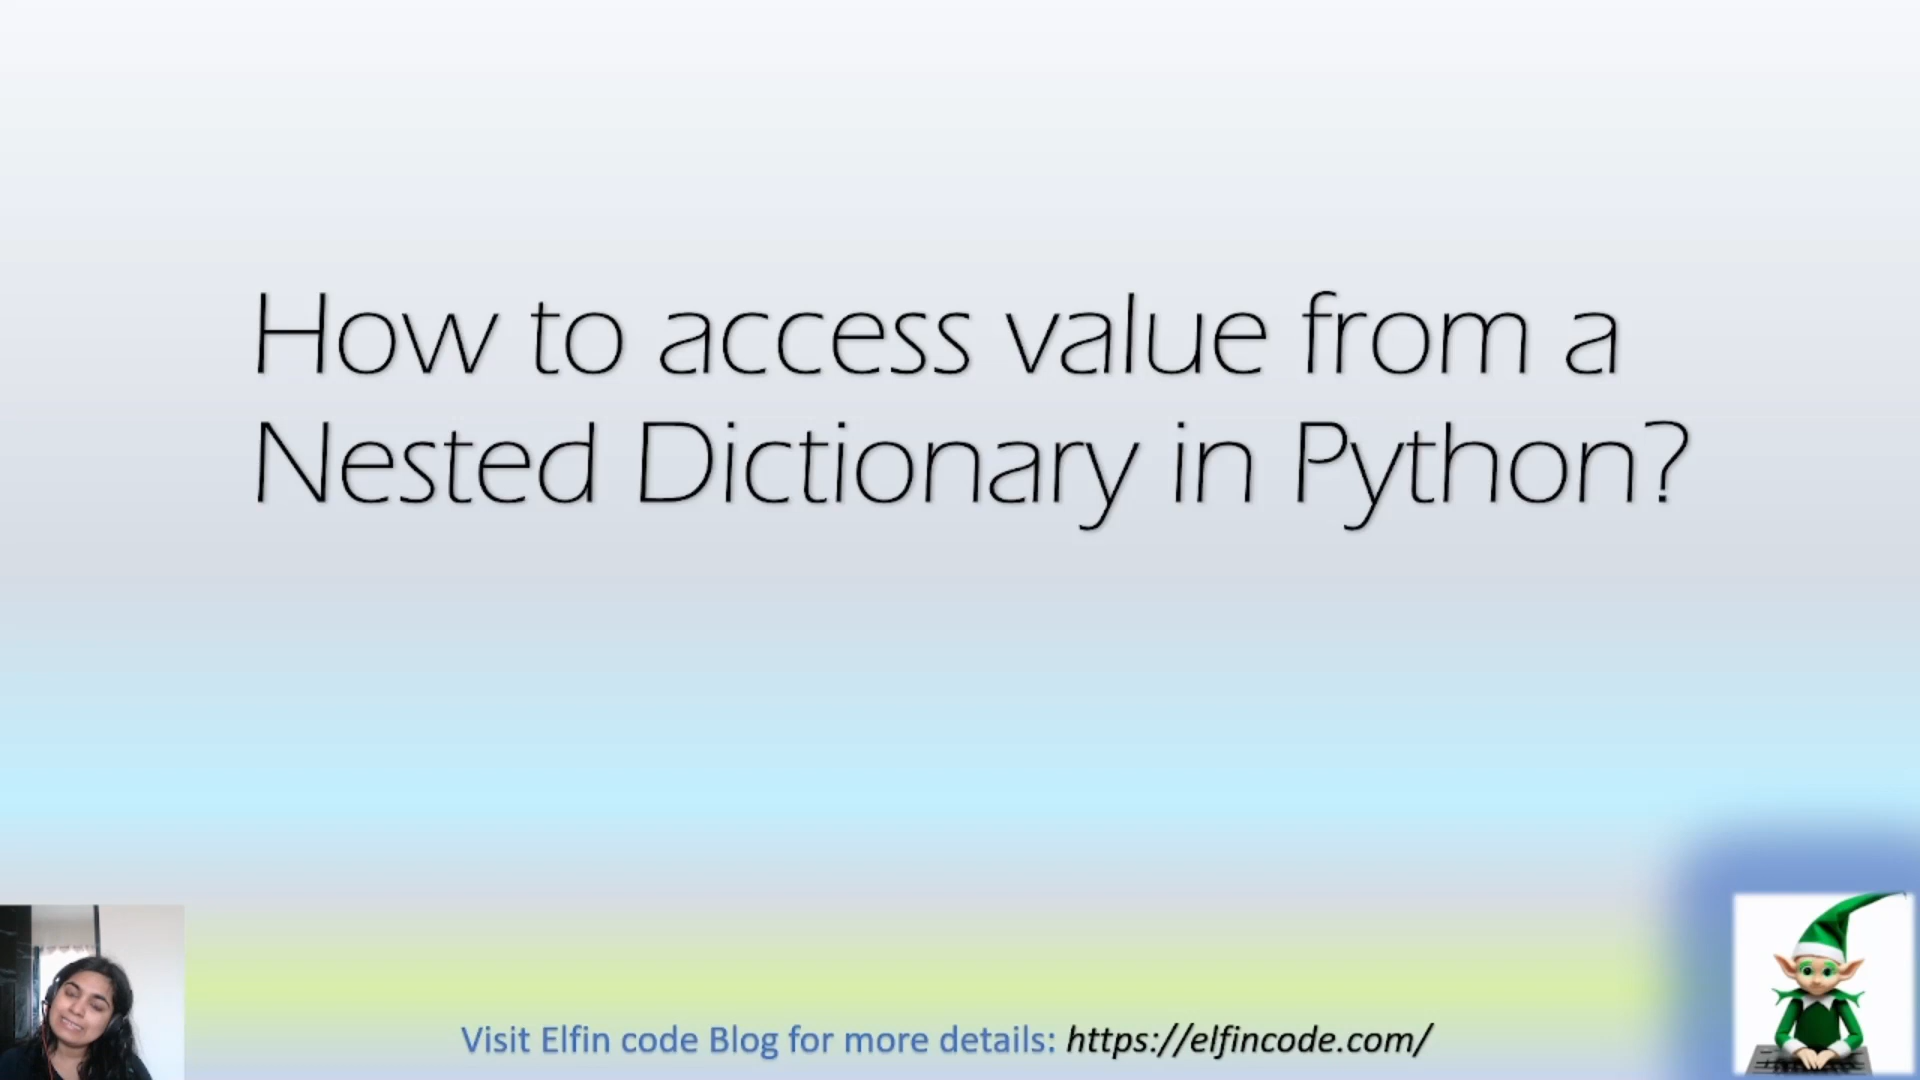 How to access value from a
Nested Dictionary in Python?
Visit Elfin code Blog for more details: https://elfincode.com/